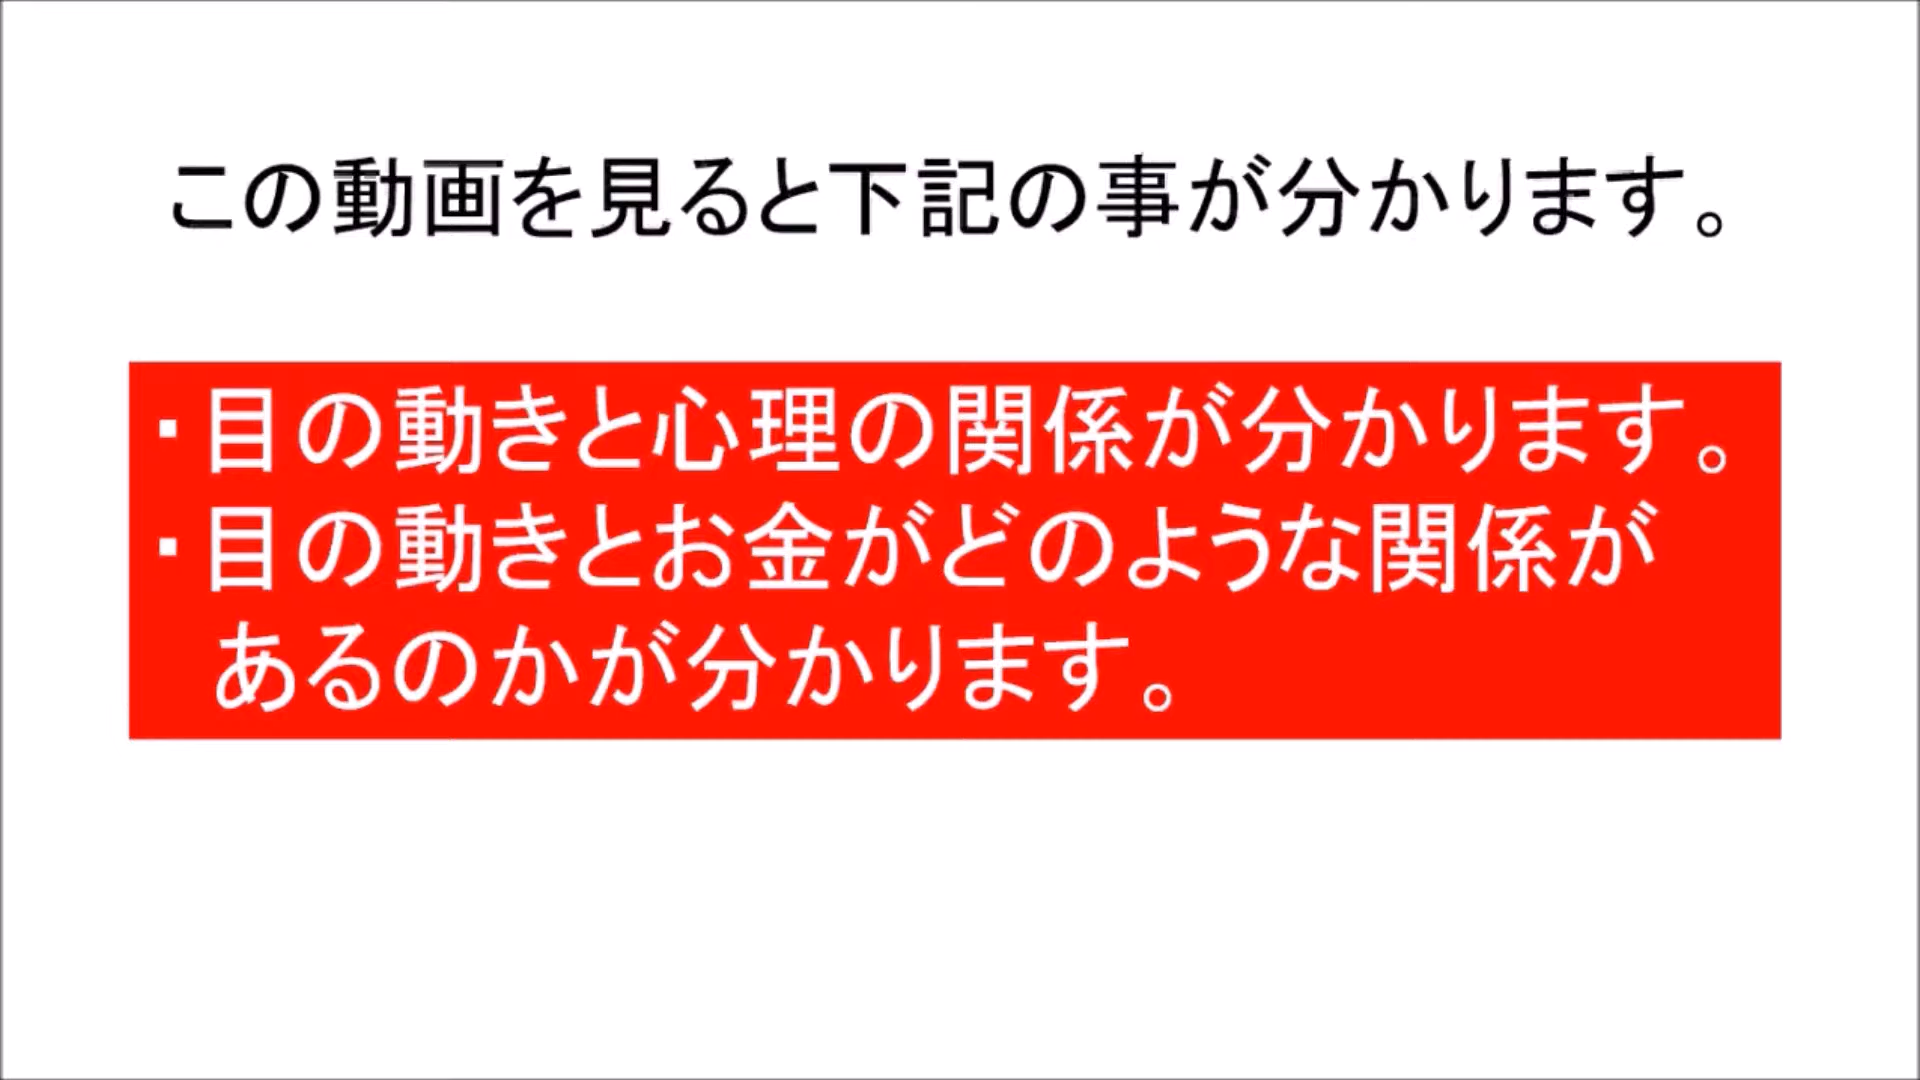 この動画を見ると下記の事が分かります。
・目の動きと心理の関係が分かります。
・目の動きとお金がどのような関係が
あるのかが分かります。